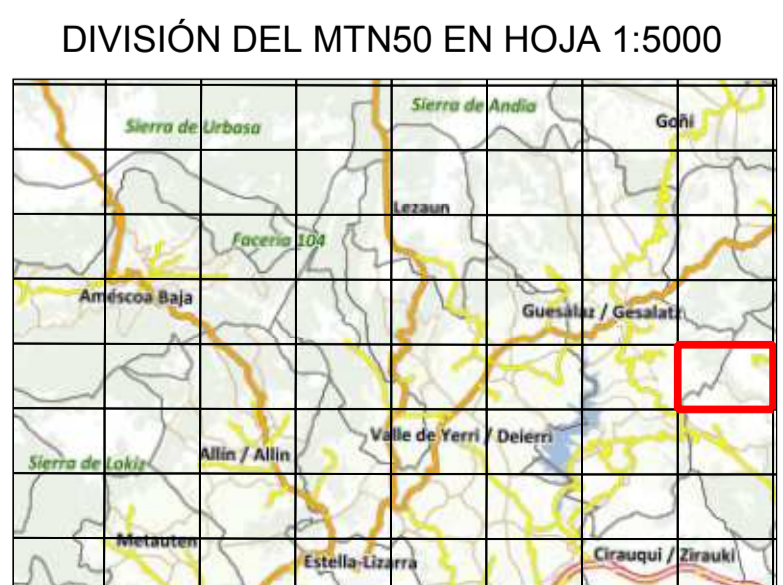 DIVISIÓN DEL MTN50 EN HOJA 1:5000
Sierra de Urbasa
Sierra de Andia
Goñi
Lezaun
Facería 104
Améscoa Baja
Guesálaz / Gesalatz
Valle de Yerri / Deierri
Allín / Allin
Sierra de Lokiz
Metauten
Estella-Lizarra
Cirauqui / Zirauki